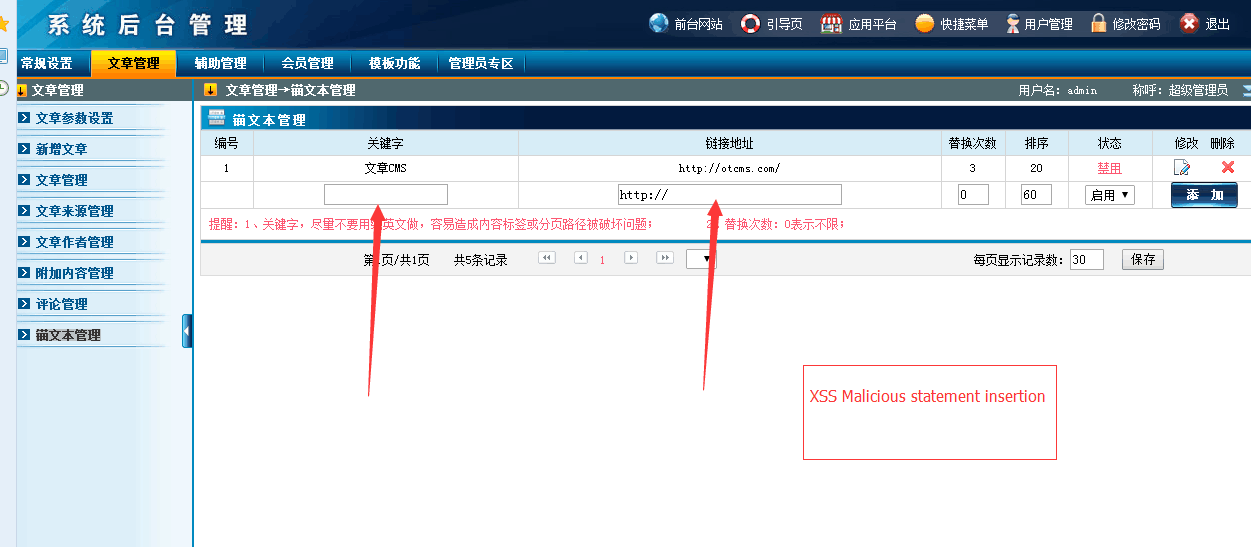 系统后台管理
前台网站 引导页 应用平台 快捷菜单 用户管理 修改密码 退出
常规设置 文章管理 辅助管理 会员管理 模板功能 管理员专区
文章管理 文章管理→锚文本管理 用户名: admin 称呼: 超级管理员
文章参数设置
新增文章
文章管理
文章来源管理
文章作者管理
附加内容管理
评论管理
锚文本管理
锚文本管理
编号 关键字 链接地址 替换次数 排序 状态 修改 删除
1 文章CMS http://otcms.com/ 3 20 禁用
http:// 0 60 启用 添 加
提醒: 1、关键字, 尽量不要用 英文做, 容易造成内容标签或分页路径被破坏问题; 2、替换次数: 0表示不限;
第 页/共1页 共5条记录 1 每页显示记录数: 30 保存
XSS Malicious statement insertion